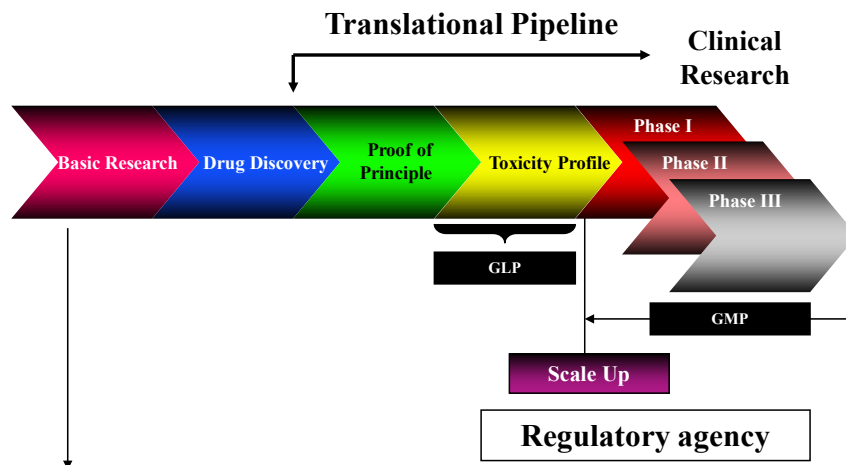 Translational Pipeline
Clinical
Research
Basic Research
Drug Discovery
Proof of
Principle
Toxicity Profile
Phase I
Phase II
Phase III
GLP
GMP
Scale Up
Regulatory agency